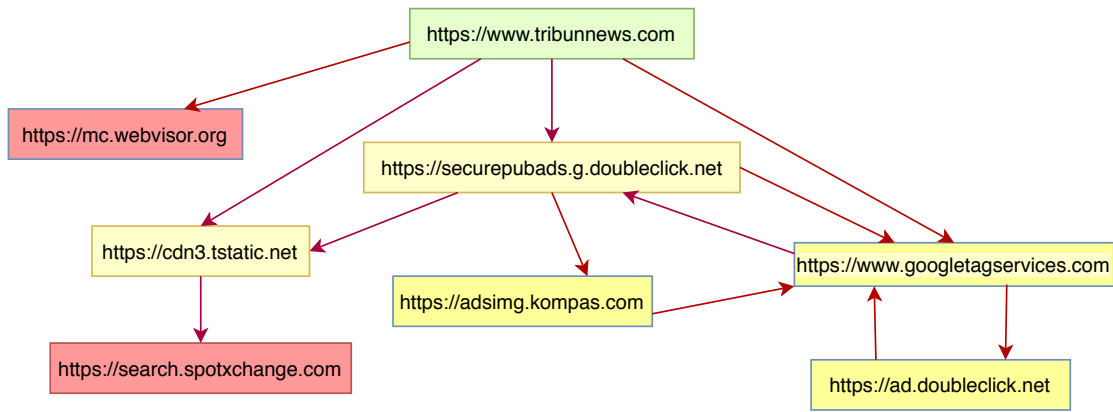 https://www.tribunnews.com
https://mc.webvisor.org
https://securepubads.g.doubleclick.net
https://cdn3.tstatic.net
https://www.googletagservices.com
https://adsimg.kompas.com
https://search.spotxchange.com
https://ad.doubleclick.net